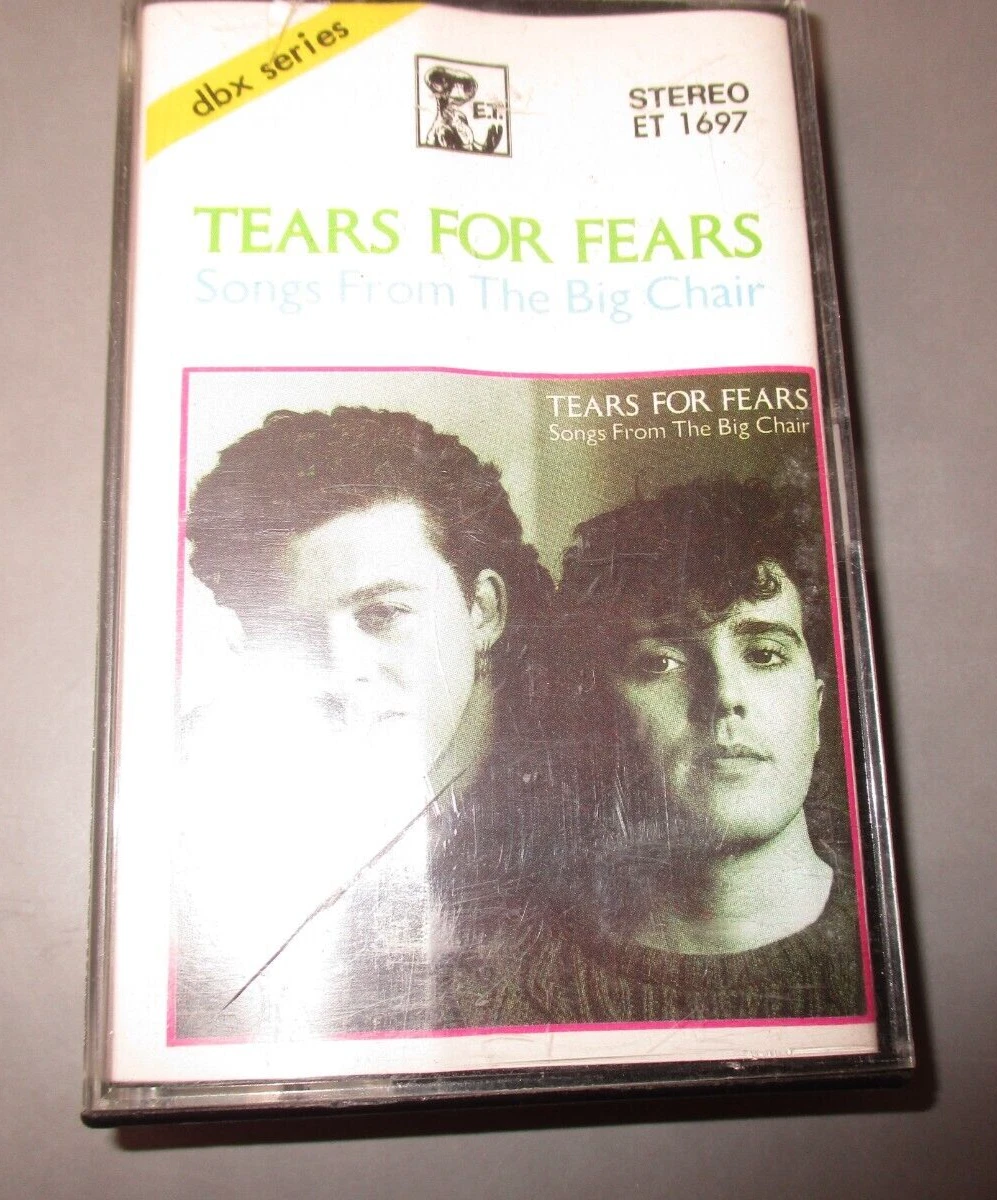 dbx series
E.T.
STEREO
ET 1697
TEARS FOR FEARS
Songs From The Big Chair
TEARS FOR FEARS
Songs From The Big Chair